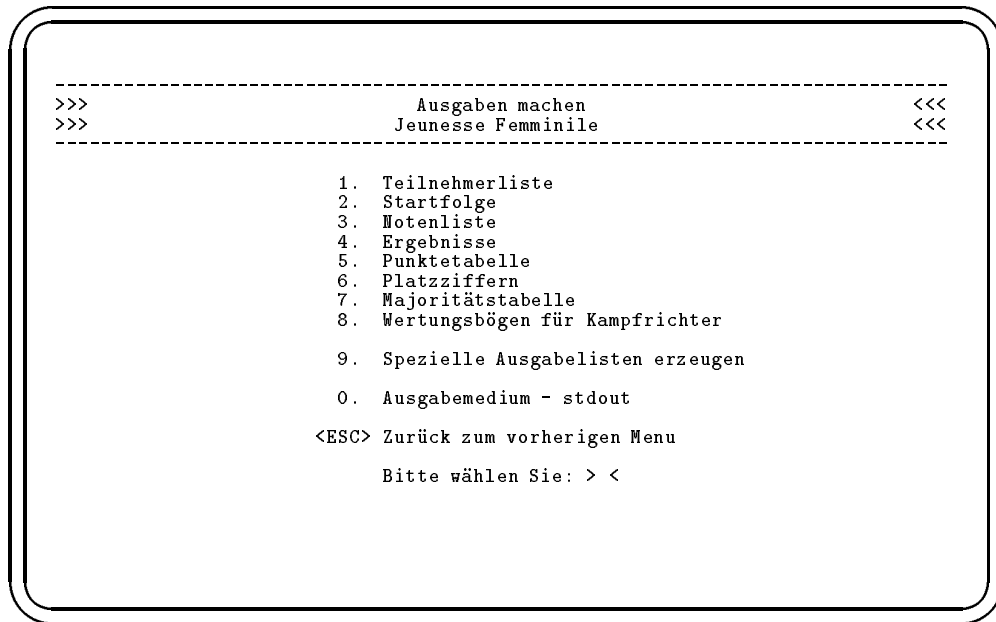 --------------------------------------------------------------------------------
>>> Ausgaben machen <<<
>>> Jeunesse Femminile <<<
--------------------------------------------------------------------------------
1. Teilnehmerliste
2. Startfolge
3. Notenliste
4. Ergebnisse
5. Punktetabelle
6. Platzziffern
7. Majoritätstabelle
8. Wertungsbögen für Kampfrichter
9. Spezielle Ausgabelisten erzeugen
0. Ausgabemedium - stdout
<ESC> Zurück zum vorherigen Menu
Bitte wählen Sie: > <